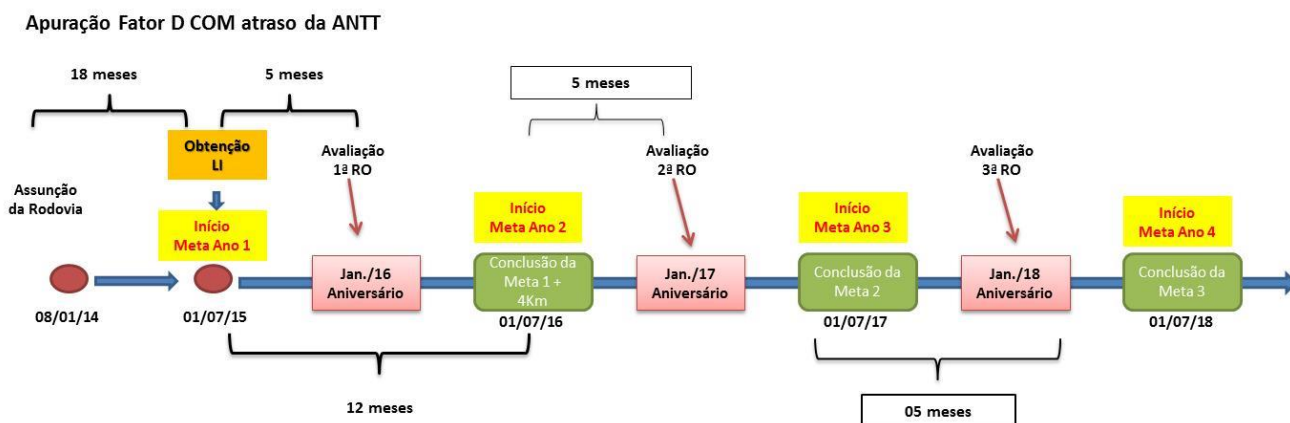 Apuração Fator D COM atraso da ANTT
18 meses
5 meses
5 meses
Obtenção
LI
Avaliação
1ª RO
Avaliação
2ª RO
Avaliação
3ª RO
Assunção
da Rodovia
Início
Meta Ano 1
Início
Meta Ano 2
Início
Meta Ano 3
Início
Meta Ano 4
Jan./16
Aniversário
Conclusão da
Meta 1 +
4Km
Jan./17
Aniversário
Conclusão da
Meta 2
Jan./18
Aniversário
Conclusão da
Meta 3
08/01/14
01/07/15
01/07/16
01/07/17
01/07/18
12 meses
05 meses